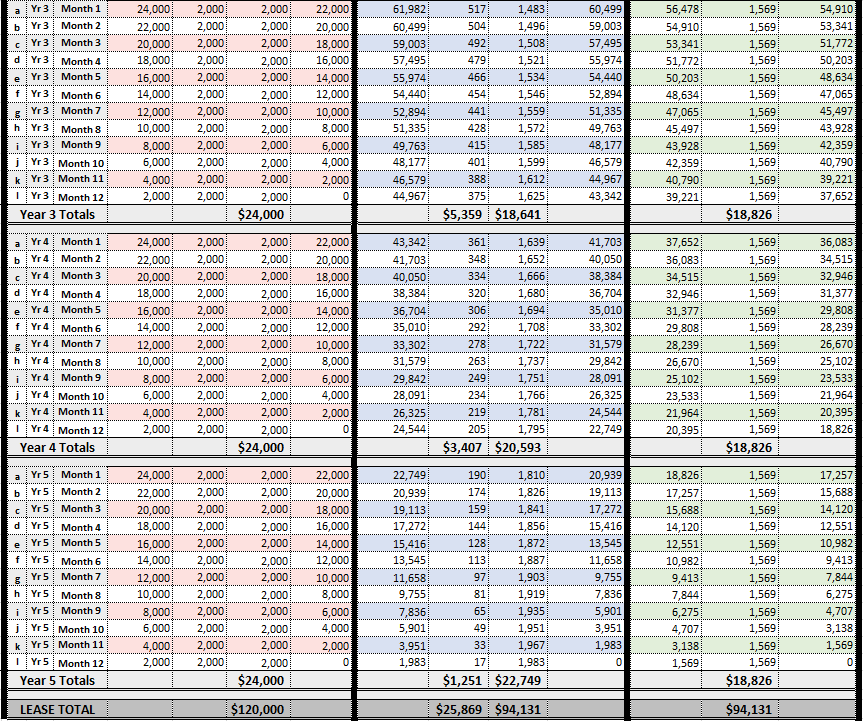 a Yr 3 Month 1 24,000 2,000 2,000 22,000 61,982 517 1,483 60,499 56,478 1,569 54,910
b Yr 3 Month 2 22,000 2,000 2,000 20,000 60,499 504 1,496 59,003 54,910 1,569 53,341
c Yr 3 Month 3 20,000 2,000 2,000 18,000 59,003 492 1,508 57,495 53,341 1,569 51,772
d Yr 3 Month 4 18,000 2,000 2,000 16,000 57,495 479 1,521 55,974 51,772 1,569 50,203
e Yr 3 Month 5 16,000 2,000 2,000 14,000 55,974 466 1,534 54,440 50,203 1,569 48,634
f Yr 3 Month 6 14,000 2,000 2,000 12,000 54,440 454 1,546 52,894 48,634 1,569 47,065
g Yr 3 Month 7 12,000 2,000 2,000 10,000 52,894 441 1,559 51,335 47,065 1,569 45,497
h Yr 3 Month 8 10,000 2,000 2,000 8,000 51,335 428 1,572 49,763 45,497 1,569 43,928
i Yr 3 Month 9 8,000 2,000 2,000 6,000 49,763 415 1,585 48,177 43,928 1,569 42,359
j Yr 3 Month 10 6,000 2,000 2,000 4,000 48,177 401 1,599 46,579 42,359 1,569 40,790
k Yr 3 Month 11 4,000 2,000 2,000 2,000 46,579 388 1,612 44,967 40,790 1,569 39,221
l Yr 3 Month 12 2,000 2,000 2,000 0 44,967 375 1,625 43,342 39,221 1,569 37,652
Year 3 Totals $24,000 $5,359 $18,641 $18,826
a Yr 4 Month 1 24,000 2,000 2,000 22,000 43,342 361 1,639 41,703 37,652 1,569 36,083
b Yr 4 Month 2 22,000 2,000 2,000 20,000 41,703 348 1,652 40,050 36,083 1,569 34,515
c Yr 4 Month 3 20,000 2,000 2,000 18,000 40,050 334 1,666 38,384 34,515 1,569 32,946
d Yr 4 Month 4 18,000 2,000 2,000 16,000 38,384 320 1,680 36,704 32,946 1,569 31,377
e Yr 4 Month 5 16,000 2,000 2,000 14,000 36,704 306 1,694 35,010 31,377 1,569 29,808
f Yr 4 Month 6 14,000 2,000 2,000 12,000 35,010 292 1,708 33,302 29,808 1,569 28,239
g Yr 4 Month 7 12,000 2,000 2,000 10,000 33,302 278 1,722 31,579 28,239 1,569 26,670
h Yr 4 Month 8 10,000 2,000 2,000 8,000 31,579 263 1,737 29,842 26,670 1,569 25,102
i Yr 4 Month 9 8,000 2,000 2,000 6,000 29,842 249 1,751 28,091 25,102 1,569 23,533
j Yr 4 Month 10 6,000 2,000 2,000 4,000 28,091 234 1,766 26,325 23,533 1,569 21,964
k Yr 4 Month 11 4,000 2,000 2,000 2,000 26,325 219 1,781 24,544 21,964 1,569 20,395
l Yr 4 Month 12 2,000 2,000 2,000 0 24,544 205 1,795 22,749 20,395 1,569 18,826
Year 4 Totals $24,000 $3,407 $20,593 $18,826
a Yr 5 Month 1 24,000 2,000 2,000 22,000 22,749 190 1,810 20,939 18,826 1,569 17,257
b Yr 5 Month 2 22,000 2,000 2,000 20,000 20,939 174 1,826 19,113 17,257 1,569 15,688
c Yr 5 Month 3 20,000 2,000 2,000 18,000 19,113 159 1,841 17,272 15,688 1,569 14,120
d Yr 5 Month 4 18,000 2,000 2,000 16,000 17,272 144 1,856 15,416 14,120 1,569 12,551
e Yr 5 Month 5 16,000 2,000 2,000 14,000 15,416 128 1,872 13,545 12,551 1,569 10,982
f Yr 5 Month 6 14,000 2,000 2,000 12,000 13,545 113 1,887 11,658 10,982 1,569 9,413
g Yr 5 Month 7 12,000 2,000 2,000 10,000 11,658 97 1,903 9,755 9,413 1,569 7,844
h Yr 5 Month 8 10,000 2,000 2,000 8,000 9,755 81 1,919 7,836 7,844 1,569 6,275
i Yr 5 Month 9 8,000 2,000 2,000 6,000 7,836 65 1,935 5,901 6,275 1,569 4,707
j Yr 5 Month 10 6,000 2,000 2,000 4,000 5,901 49 1,951 3,951 4,707 1,569 3,138
k Yr 5 Month 11 4,000 2,000 2,000 2,000 3,951 33 1,967 1,983 3,138 1,569 1,569
l Yr 5 Month 12 2,000 2,000 2,000 0 1,983 17 1,983 0 1,569 1,569 0
Year 5 Totals $24,000 $1,251 $22,749 $18,826
LEASE TOTAL $120,000 $25,869 $94,131 $94,131